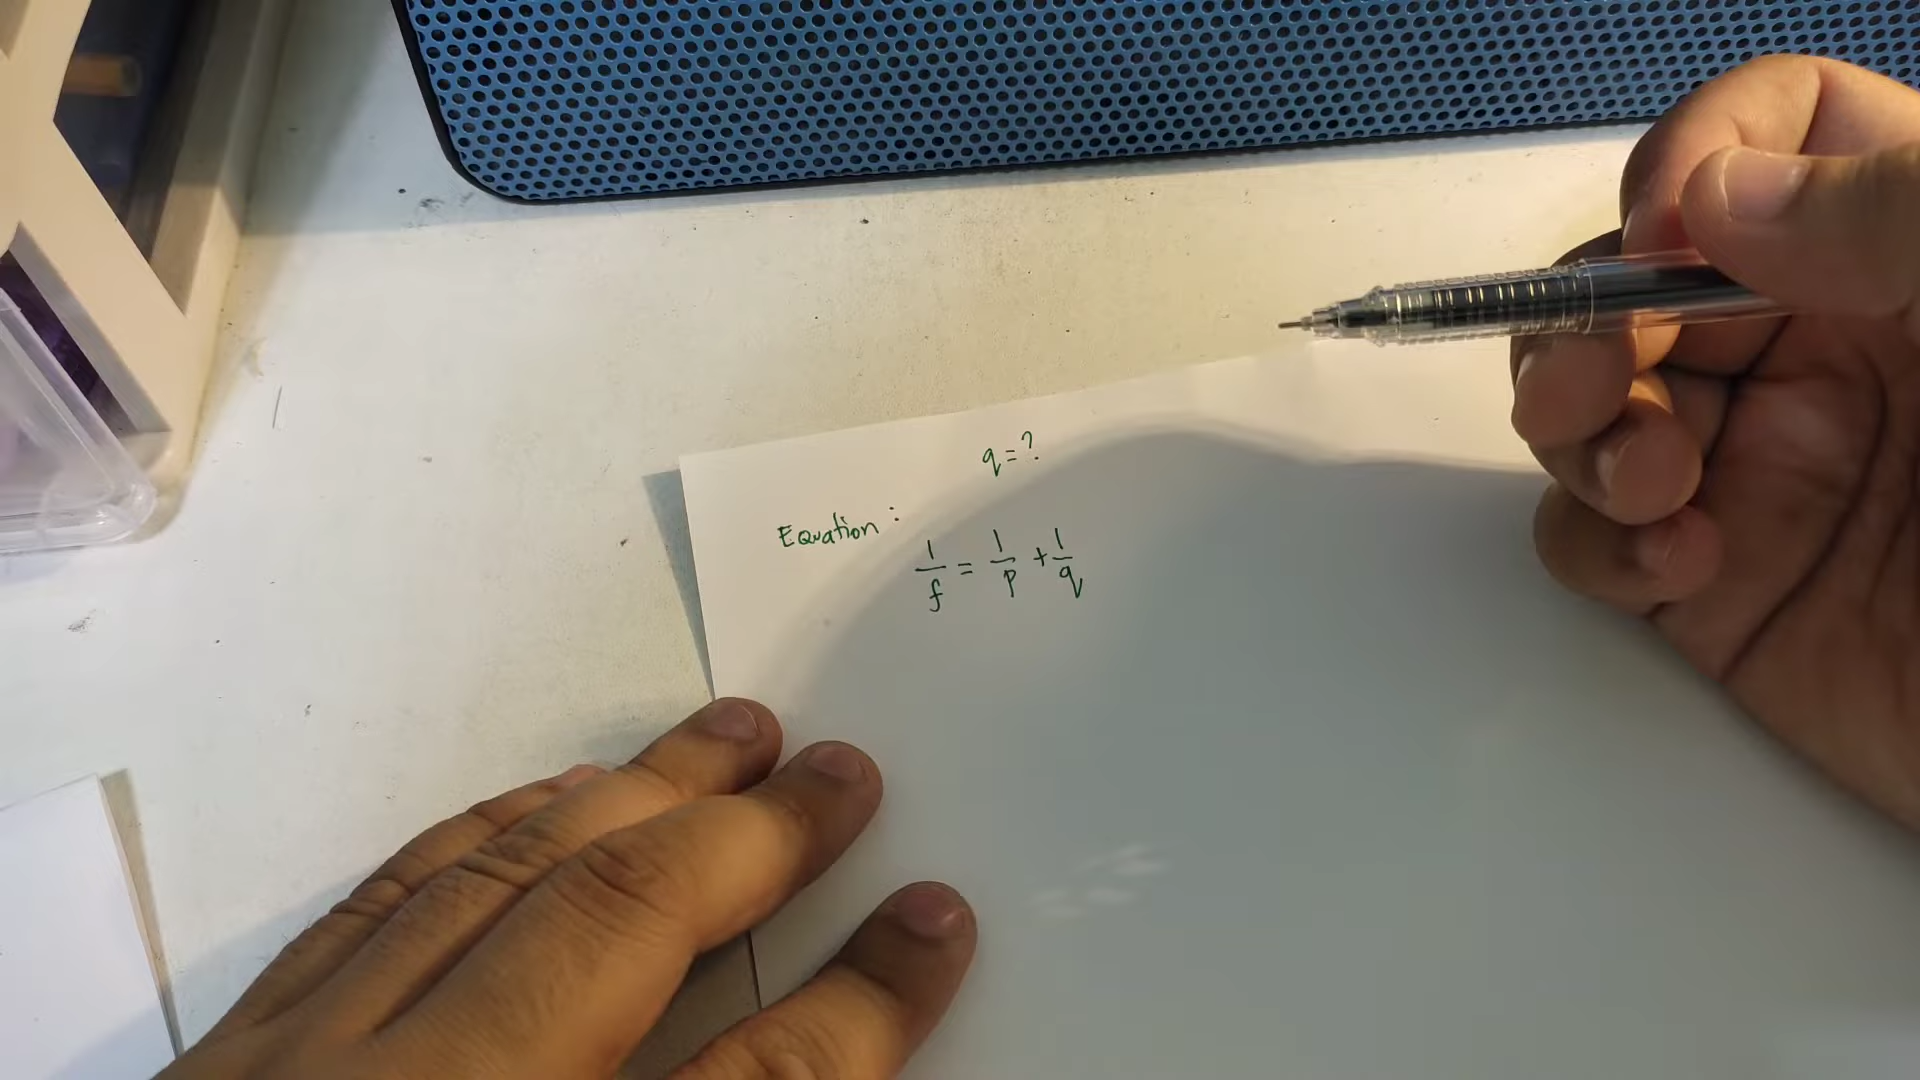 q = ?
Equation :
1/f = 1/p + 1/q